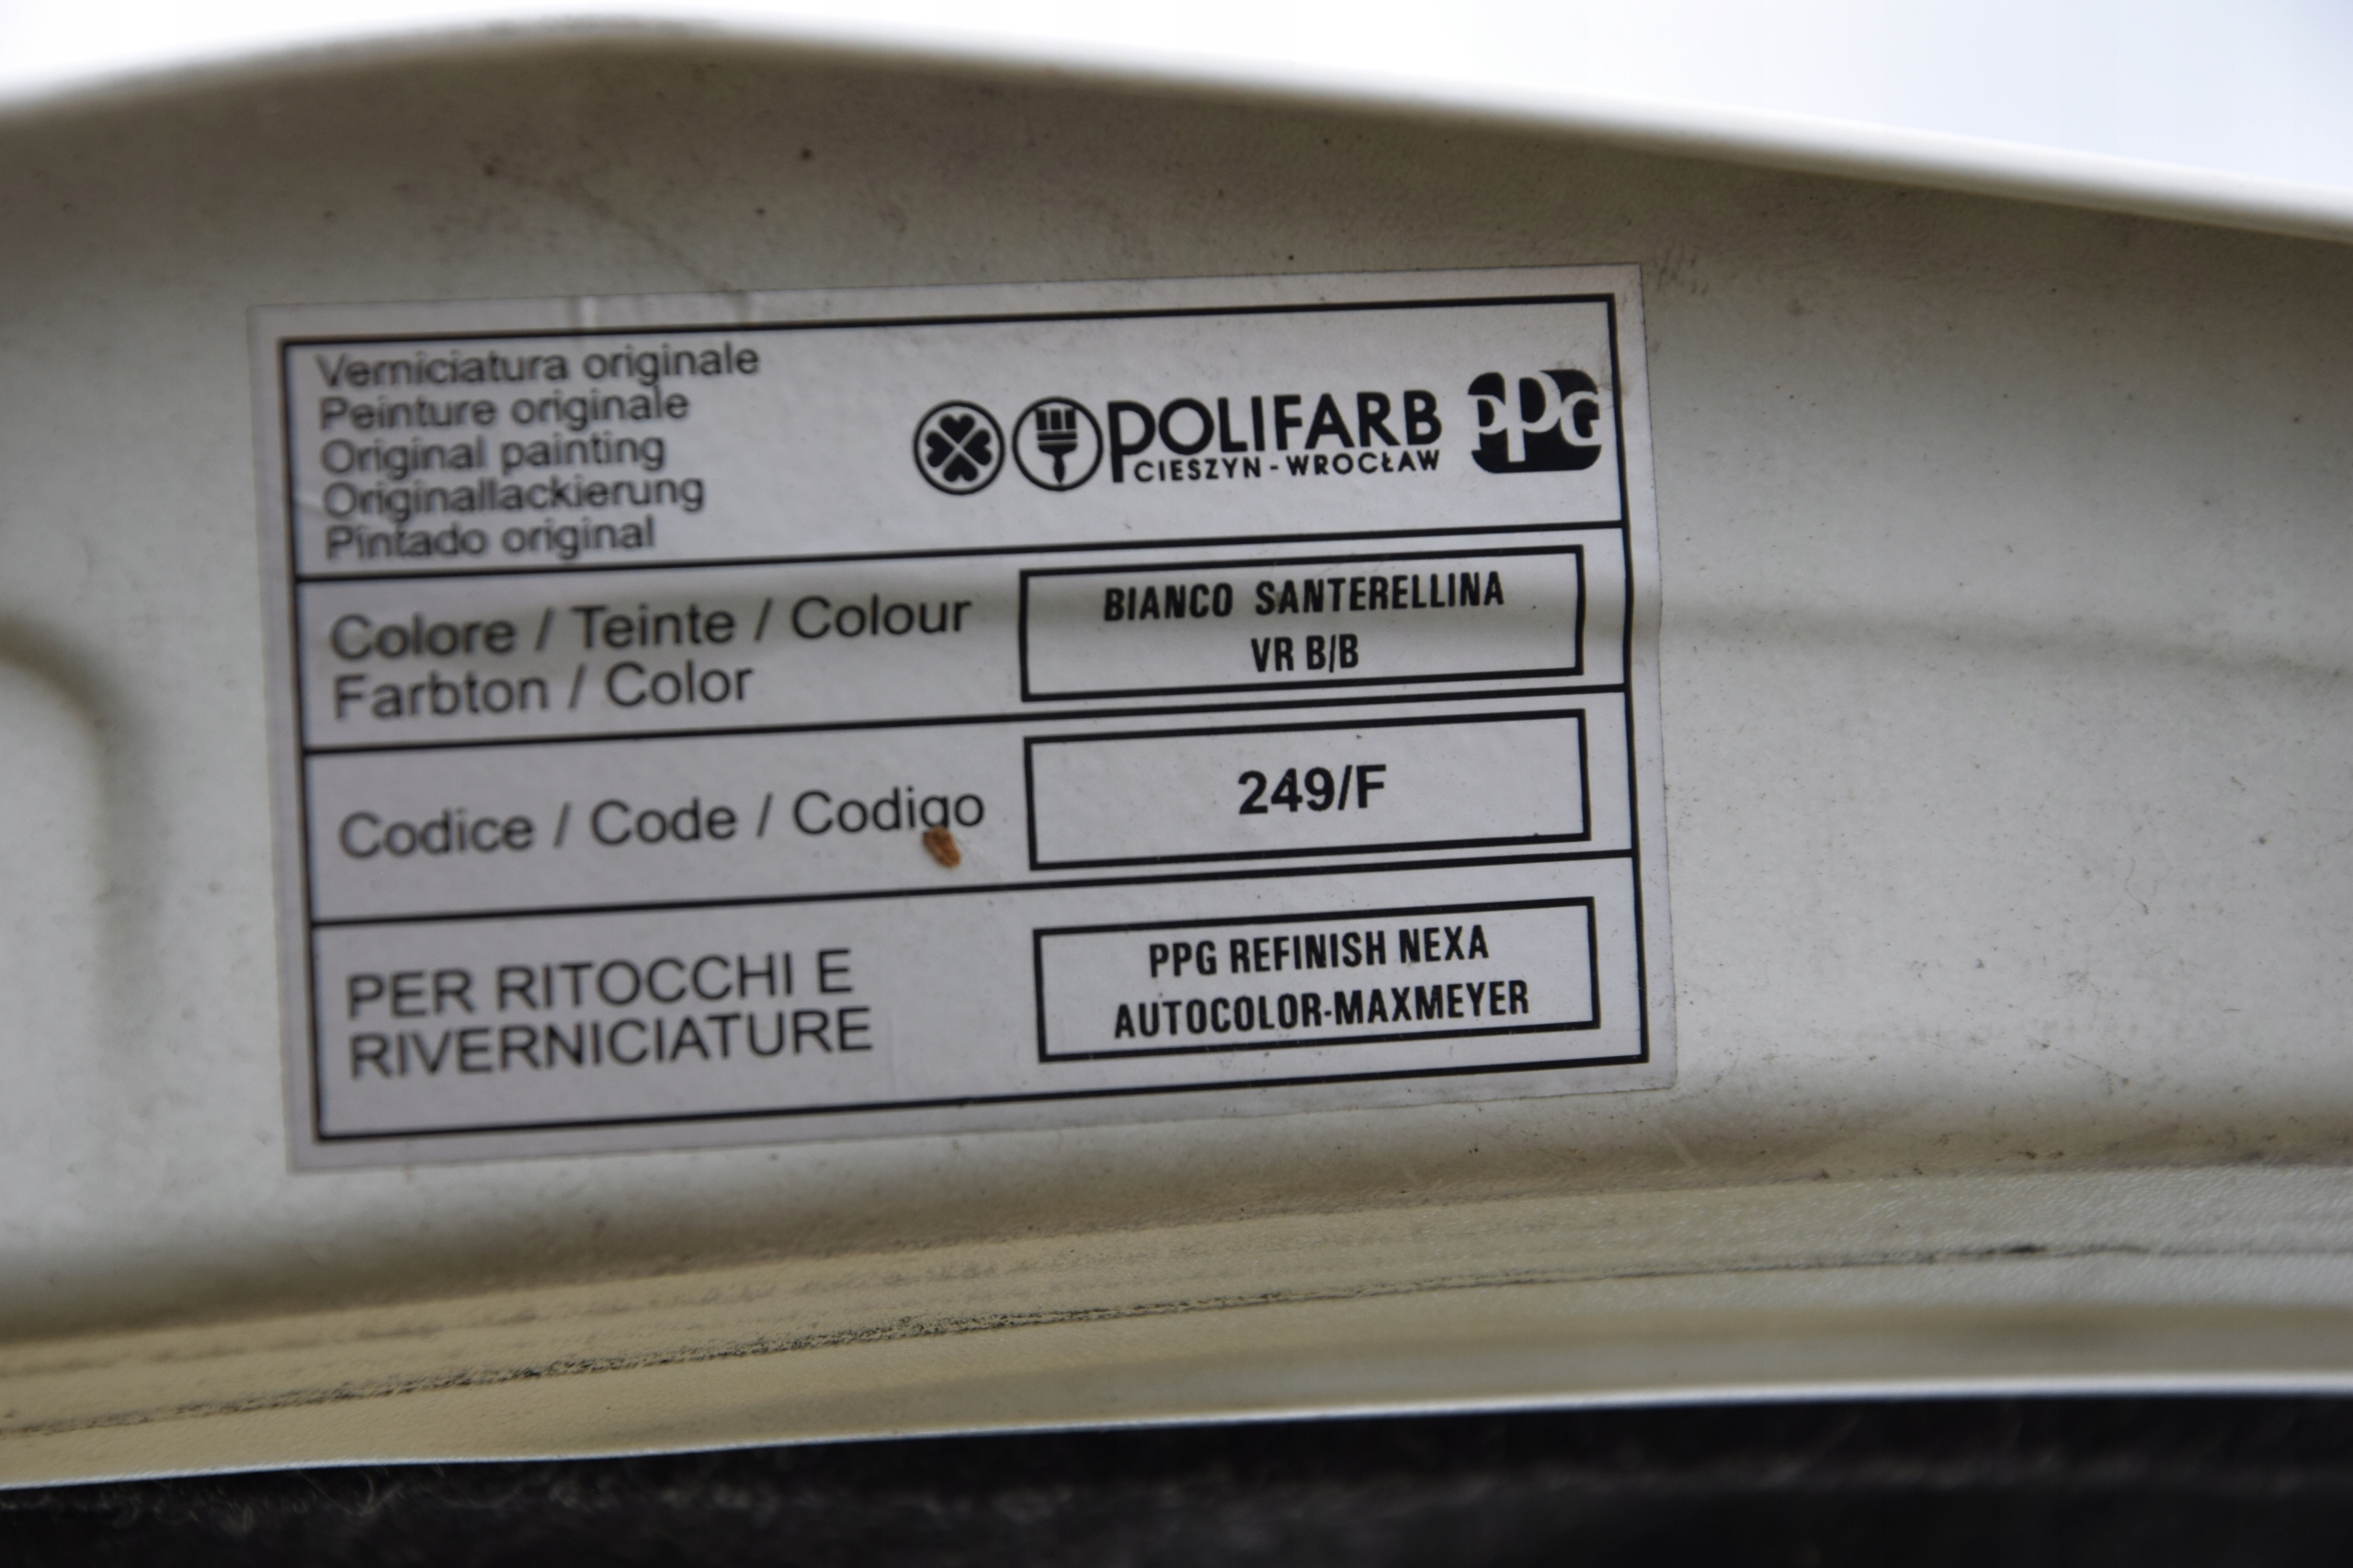 Verniciatura originale
Peinture originale
Original painting
Originallackierung
Pintado original
POLIFARB
CIESZYN - WROCŁAW
PPG
Colore / Teinte / Colour
Farbton / Color
BIANCO SANTERELLINA
VR B/B
Codice / Code / Codigo
249/F
PER RITOCCHI E
RIVERNICIATURE
PPG REFINISH NEXA
AUTOCOLOR-MAXMEYER